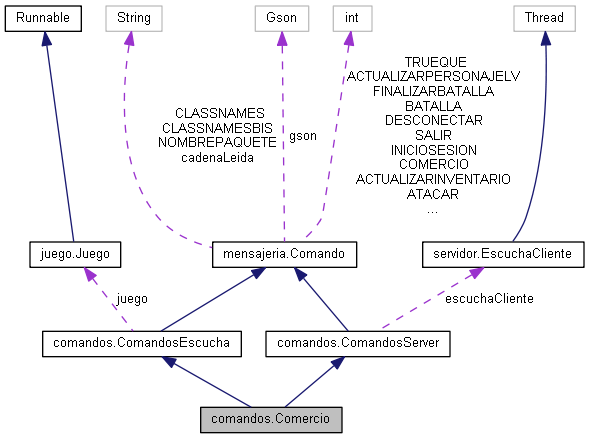 Runnable
String
Gson
int
Thread
TRUEQUE
ACTUALIZARPERSONAJELV
FINALIZARBATALLA
BATALLA
DESCONECTAR
SALIR
INICIOSESION
COMERCIO
ACTUALIZARINVENTARIO
ATACAR
...
CLASSNAMES
CLASSNAMESBIS
NOMBREPAQUETE
cadenaLeida
gson
juego.Juego
mensajeria.Comando
servidor.EscuchaCliente
juego
escuchaCliente
comandos.ComandosEscucha
comandos.ComandosServer
comandos.Comercio